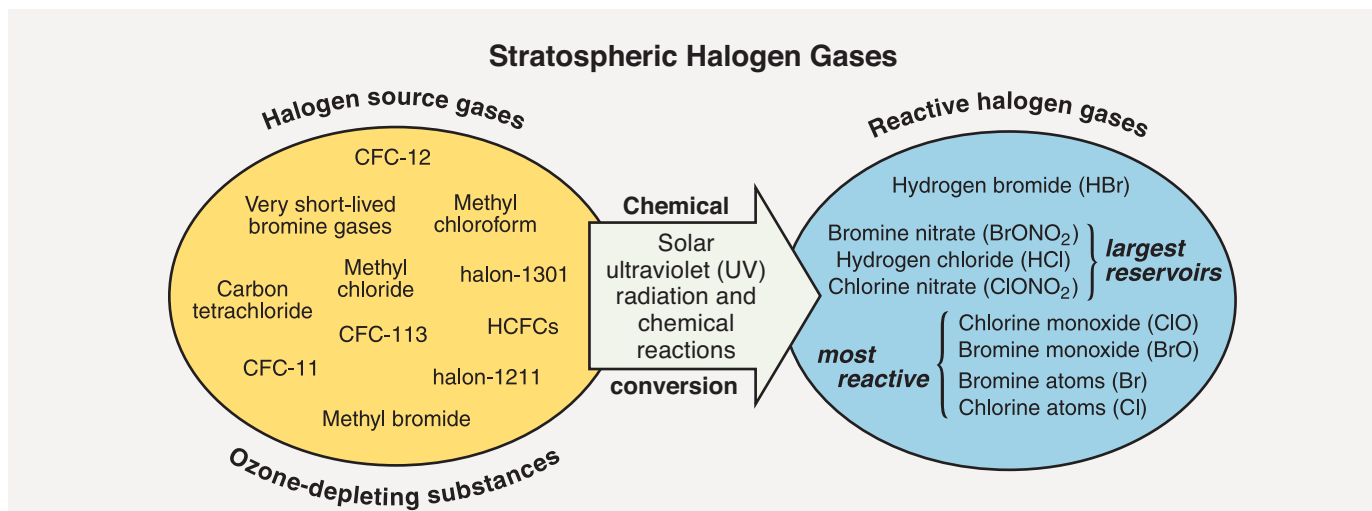 Stratospheric Halogen Gases
Halogen source gases
CFC-12
Very short-lived
bromine gases
Methyl
chloroform
Carbon
tetrachloride
Methyl
chloride
halon-1301
CFC-113
HCFCs
CFC-11
halon-1211
Methyl bromide
Ozone-depleting substances
Chemical
Solar
ultraviolet (UV)
radiation and
chemical
reactions
conversion
Reactive halogen gases
Hydrogen bromide (HBr)
Bromine nitrate (BrONO₂)
Hydrogen chloride (HCl)
Chlorine nitrate (ClONO₂)
largest
reservoirs
most
reactive
Chlorine monoxide (ClO)
Bromine monoxide (BrO)
Bromine atoms (Br)
Chlorine atoms (Cl)